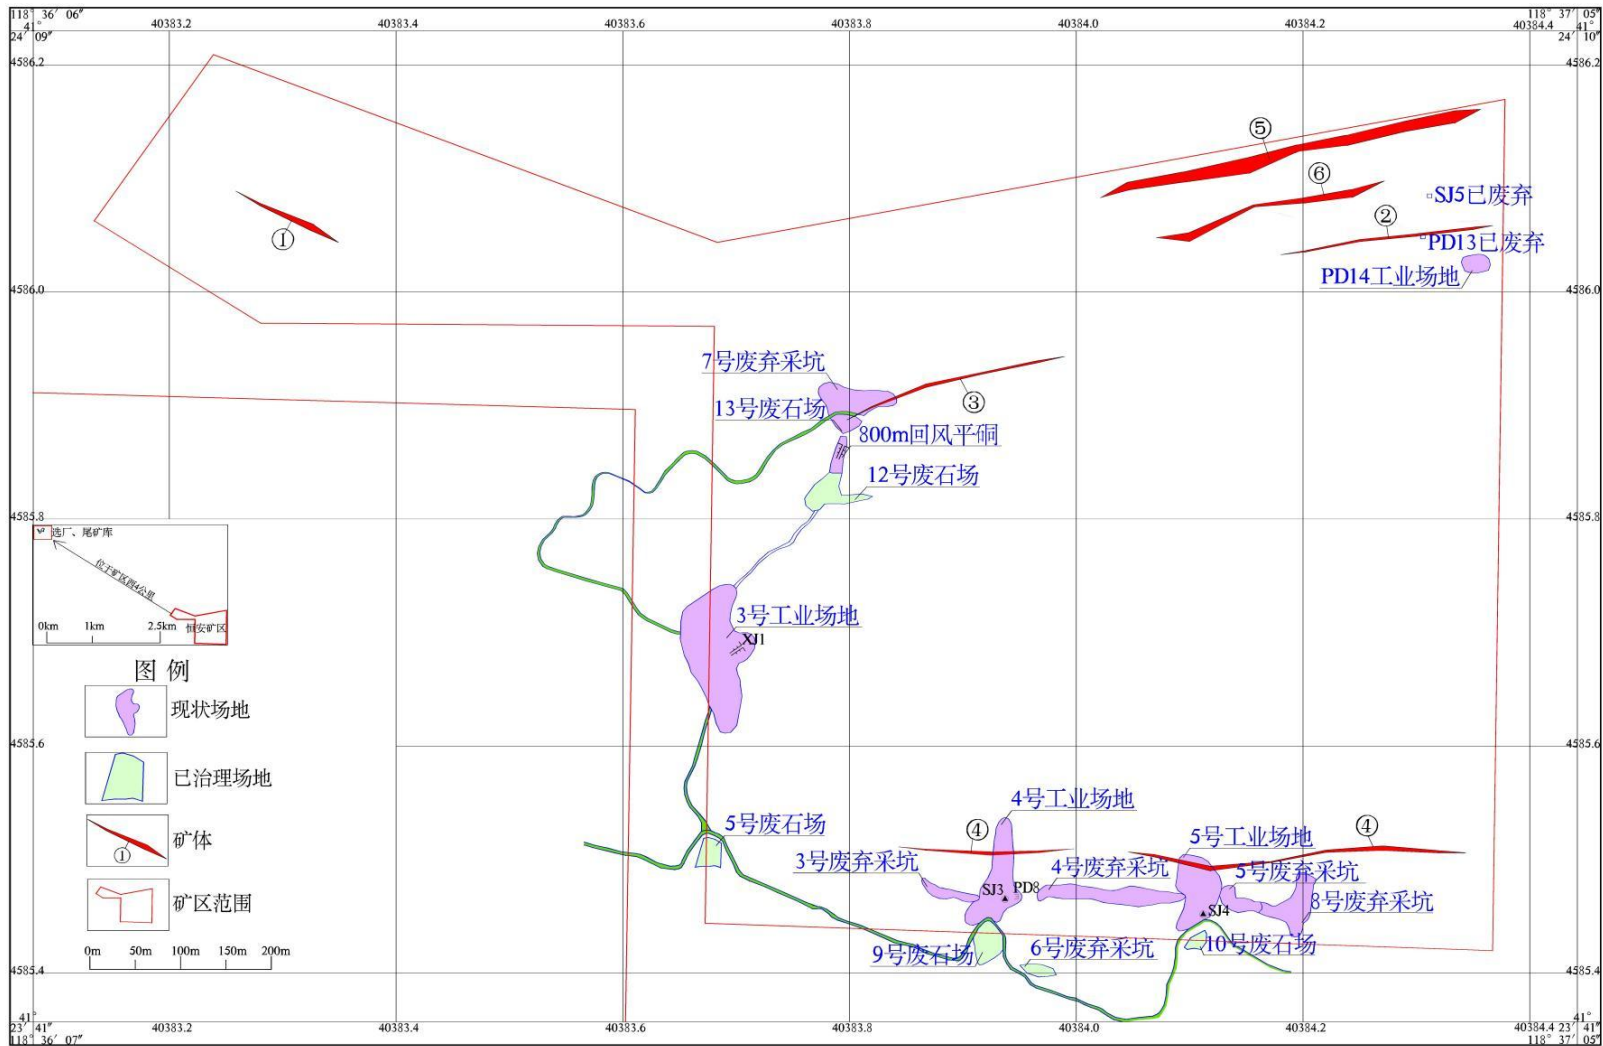 118° 36′ 06″
41°
24′ 09″
40383.2
40383.4
40383.6
40383.8
40384.0
40384.2
40384.4
118° 37′ 05″
41°
24′ 10″
4586.2
4586.2
⑤
⑥
SJ5已废弃
①
②
PD13已废弃
PD14工业场地
4586.0
4586.0
7号废弃采坑
③
13号废石场
800m回风平硐
12号废石场
4585.8
4585.8
选厂、尾矿库
位于矿区西4公里
0km
1km
2.5km
恒安矿区
3号工业场地
XJ1
图 例
现状场地
4585.6
4585.6
已治理场地
4号工业场地
5号废石场
④
④
5号工业场地
①
矿体
3号废弃采坑
4号废弃采坑
5号废弃采坑
SJ3
PD8
矿区范围
SJ4
8号废弃采坑
9号废石场
6号废弃采坑
10号废石场
0m
50m
100m
150m
200m
4585.4
4585.4
41°
23′ 41″
118° 36′ 07″
40383.2
40383.4
40383.6
40383.8
40384.0
40384.2
40384.4
41°
23′ 41″
118° 37′ 05″